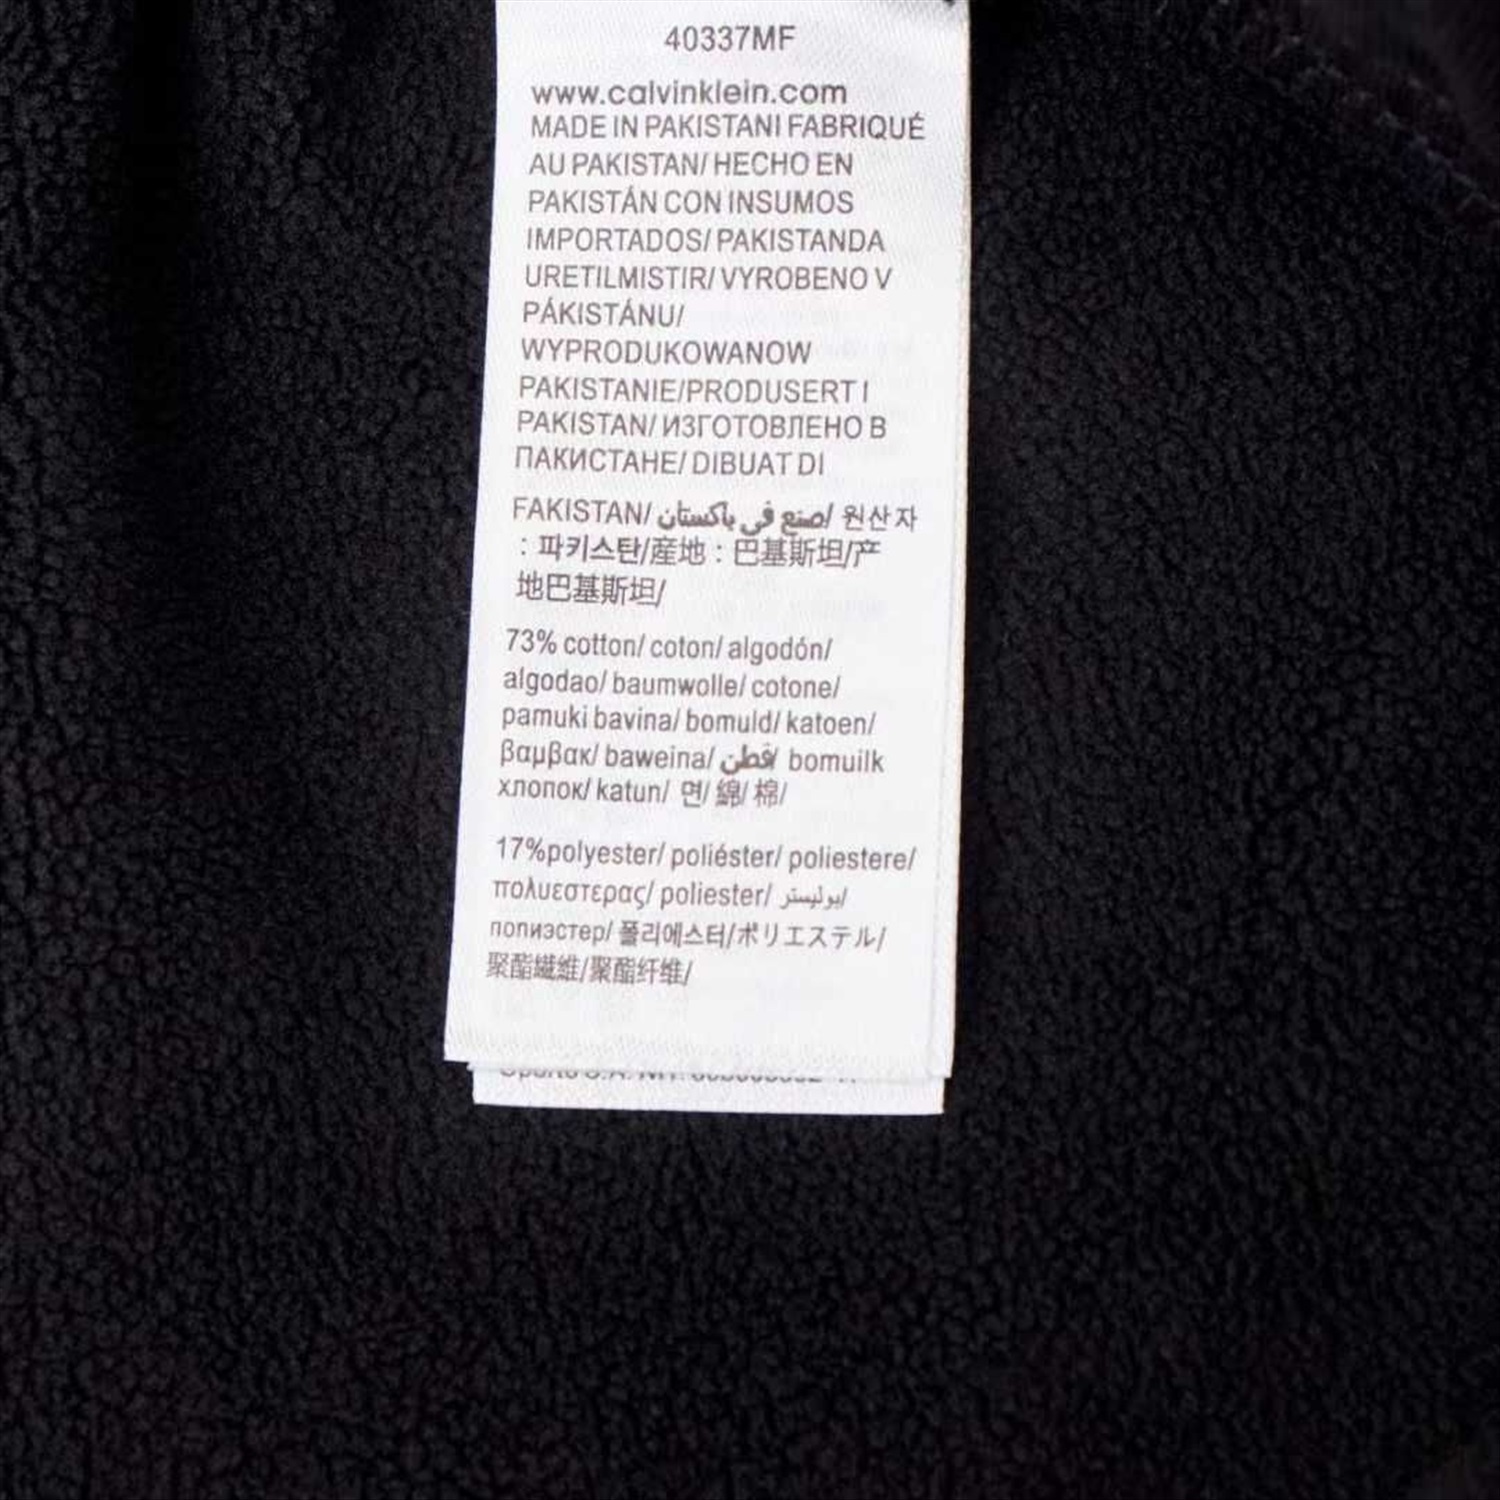 40337MF
www.calvinklein.com
MADE IN PAKISTANI FABRIQUÉ
AU PAKISTAN/ HECHO EN
PAKISTÁN CON INSUMOS
IMPORTADOS/ PAKISTANDA
URETILMISTIR/ VYROBENO V
PÁKISTÁNU/
WYPRODUKOWANOW
PAKISTANIE/PRODUSERT I
PAKISTAN/ ИЗГОТОВЛЕНО В
ПАКИСТАНЕ/ DIBUAT DI
FAKISTAN/ صنع في باكستان/ 원산자
: 파키스탄/産地 : 巴基斯坦/产
地巴基斯坦/
73% cotton/ coton/ algodón/
algodao/ baumwolle/ cotone/
pamuki bavina/ bomuld/ katoen/
βαμβακ/ baweina/ قطن/ bomuilk
хлопок/ katun/ 면/ 綿/ 棉/
17%polyester/ poliéster/ poliestere/
πολυεστερας/ poliester/ بوليستر/
полиэстер/ 폴리에스터/ポリエステル/
聚酯纖維/聚酯纤维/